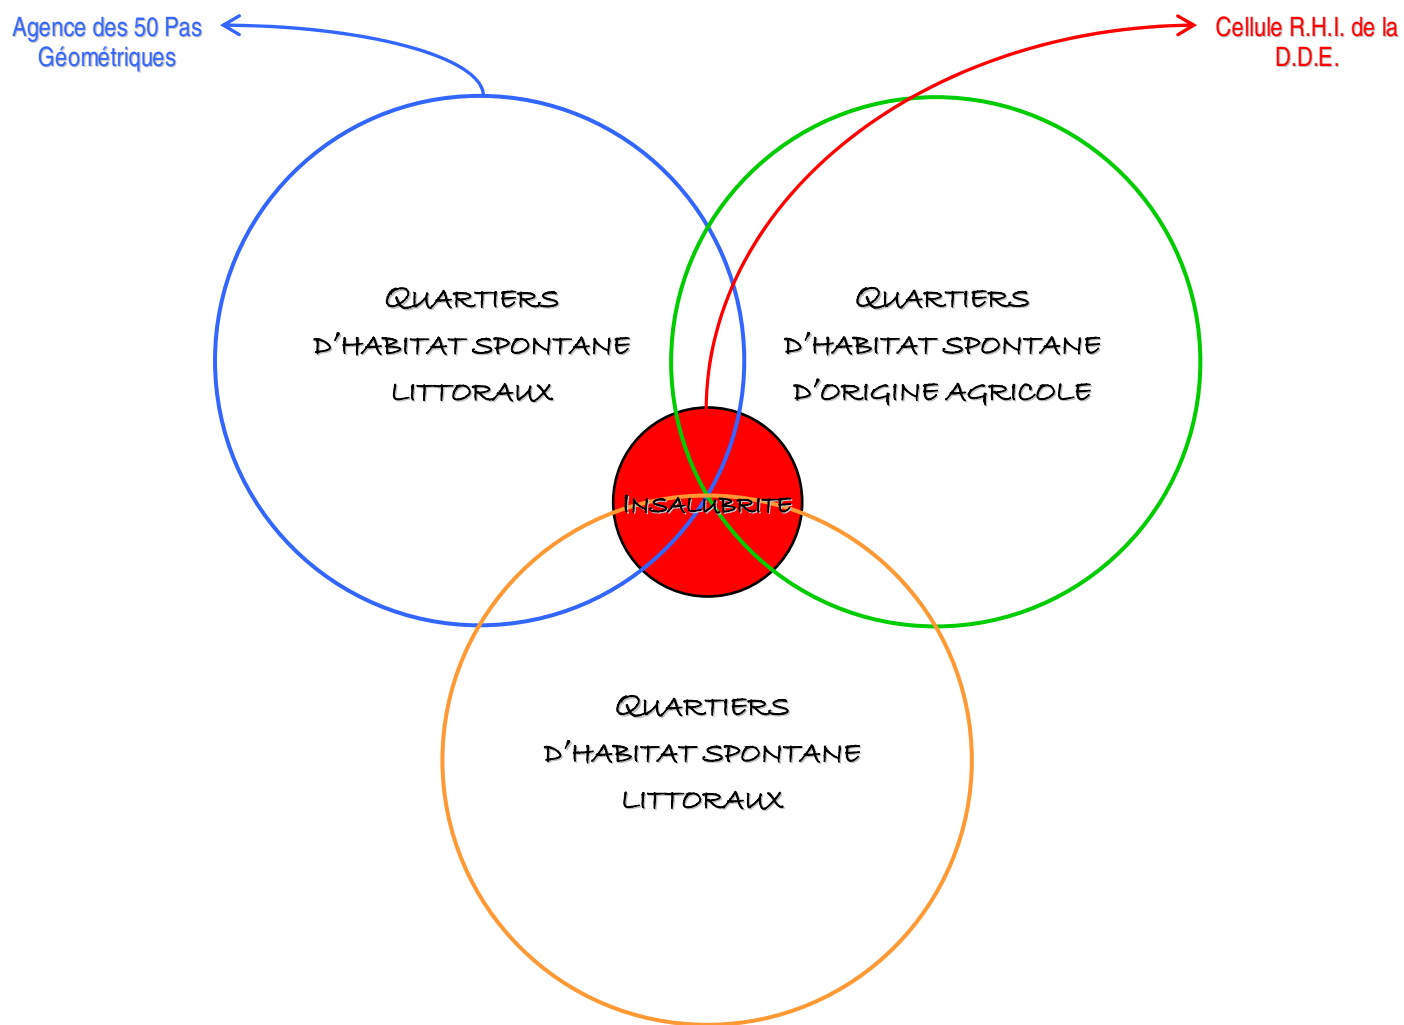 Agence des 50 Pas
Géométriques
Cellule R.H.I. de la
D.D.E.
QUARTIERS
D'HABITAT SPONTANE
LITTORAUX
QUARTIERS
D'HABITAT SPONTANE
D'ORIGINE AGRICOLE
INSALUBRITE
QUARTIERS
D'HABITAT SPONTANE
LITTORAUX